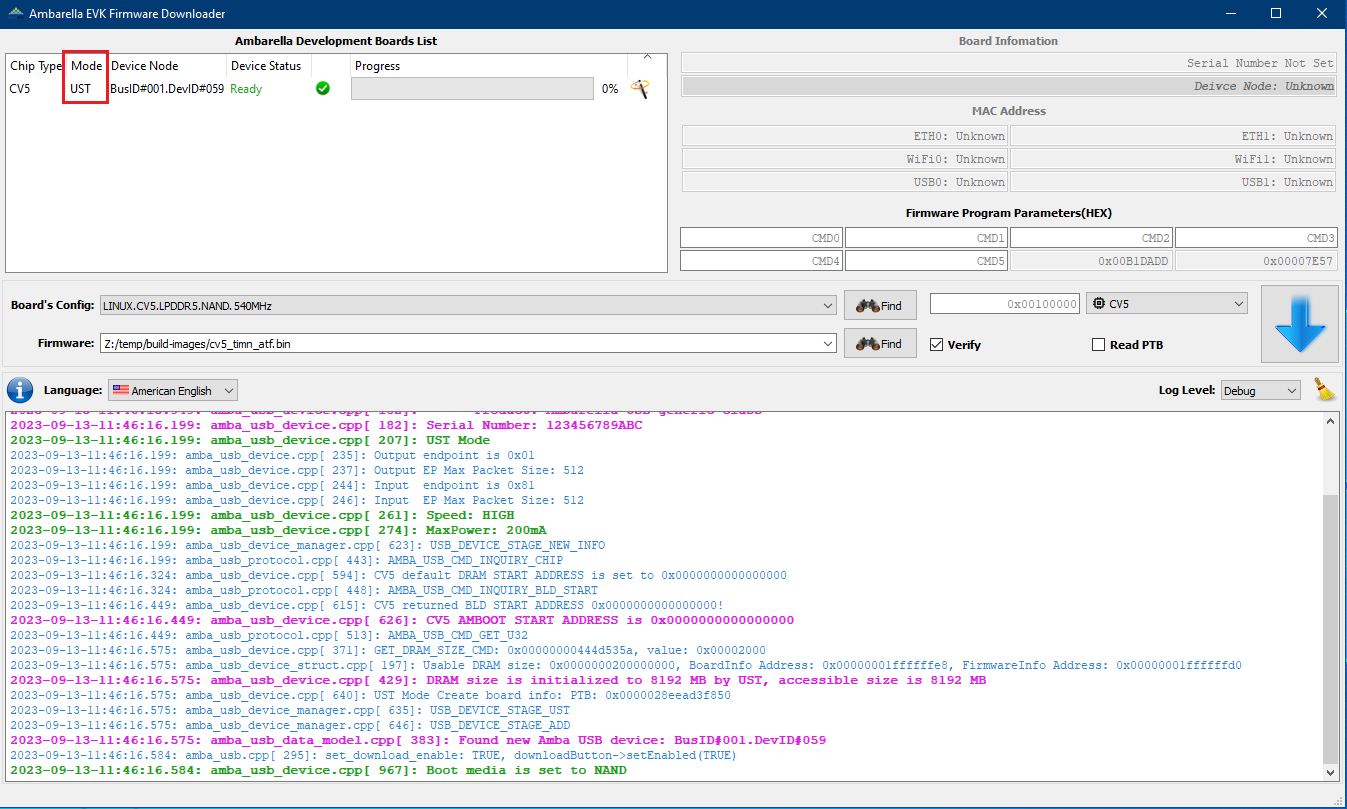 Ambarella EVK Firmware Downloader
Ambarella Development Boards List
Chip Type Mode Device Node Device Status Progress
CV5 UST BusID#001.DevID#059 Ready 0%
Board Infomation
Serial Number Not Set
Deivce Node: Unknown
MAC Address
ETH0: Unknown ETH1: Unknown
WiFi0: Unknown WiFi1: Unknown
USB0: Unknown USB1: Unknown
Firmware Program Parameters(HEX)
CMD0 CMD1 CMD2 CMD3
CMD4 CMD5 0x00B1DADD 0x00007E57
Board's Config: LINUX.CV5.LPDDR5.NAND. 540MHz Find 0x00100000 CV5
Firmware: Z:/temp/build-images/cv5_timn_atf.bin Find Verify Read PTB
Language: American English Log Level: Debug
2023-09-13-11:46:16.199: amba_usb_device.cpp[ 182]: Serial Number: 123456789ABC
2023-09-13-11:46:16.199: amba_usb_device.cpp[ 207]: UST Mode
2023-09-13-11:46:16.199: amba_usb_device.cpp[ 235]: Output endpoint is 0x01
2023-09-13-11:46:16.199: amba_usb_device.cpp[ 237]: Output EP Max Packet Size: 512
2023-09-13-11:46:16.199: amba_usb_device.cpp[ 244]: Input  endpoint is 0x81
2023-09-13-11:46:16.199: amba_usb_device.cpp[ 246]: Input  EP Max Packet Size: 512
2023-09-13-11:46:16.199: amba_usb_device.cpp[ 261]: Speed: HIGH
2023-09-13-11:46:16.199: amba_usb_device.cpp[ 274]: MaxPower: 200mA
2023-09-13-11:46:16.199: amba_usb_device_manager.cpp[ 623]: USB_DEVICE_STAGE_NEW_INFO
2023-09-13-11:46:16.199: amba_usb_protocol.cpp[ 443]: AMBA_USB_CMD_INQUIRY_CHIP
2023-09-13-11:46:16.324: amba_usb_device.cpp[ 594]: CV5 default DRAM START ADDRESS is set to 0x0000000000000000
2023-09-13-11:46:16.324: amba_usb_protocol.cpp[ 448]: AMBA_USB_CMD_INQUIRY_BLD_START
2023-09-13-11:46:16.449: amba_usb_device.cpp[ 615]: CV5 returned BLD START ADDRESS 0x0000000000000000!
2023-09-13-11:46:16.449: amba_usb_device.cpp[ 626]: CV5 AMBOOT START ADDRESS is 0x0000000000000000
2023-09-13-11:46:16.449: amba_usb_protocol.cpp[ 513]: AMBA_USB_CMD_GET_U32
2023-09-13-11:46:16.575: amba_usb_device.cpp[ 371]: GET_DRAM_SIZE_CMD: 0x00000000444d535a, value: 0x00002000
2023-09-13-11:46:16.575: amba_usb_device_struct.cpp[ 197]: Usable DRAM size: 0x0000000200000000, BoardInfo Address: 0x00000001ffffffe8, FirmwareInfo Address: 0x00000001ffffffd0
2023-09-13-11:46:16.575: amba_usb_device.cpp[ 429]: DRAM size is initialized to 8192 MB by UST, accessible size is 8192 MB
2023-09-13-11:46:16.575: amba_usb_device.cpp[ 640]: UST Mode Create board info: PTB: 0x0000028eead3f850
2023-09-13-11:46:16.575: amba_usb_device_manager.cpp[ 635]: USB_DEVICE_STAGE_UST
2023-09-13-11:46:16.575: amba_usb_device_manager.cpp[ 646]: USB_DEVICE_STAGE_ADD
2023-09-13-11:46:16.575: amba_usb_data_model.cpp[ 383]: Found new Amba USB device: BusID#001.DevID#059
2023-09-13-11:46:16.584: amba_usb.cpp[ 295]: set_download_enable: TRUE, downloadButton->setEnabled(TRUE)
2023-09-13-11:46:16.584: amba_usb_device.cpp[ 967]: Boot media is set to NAND